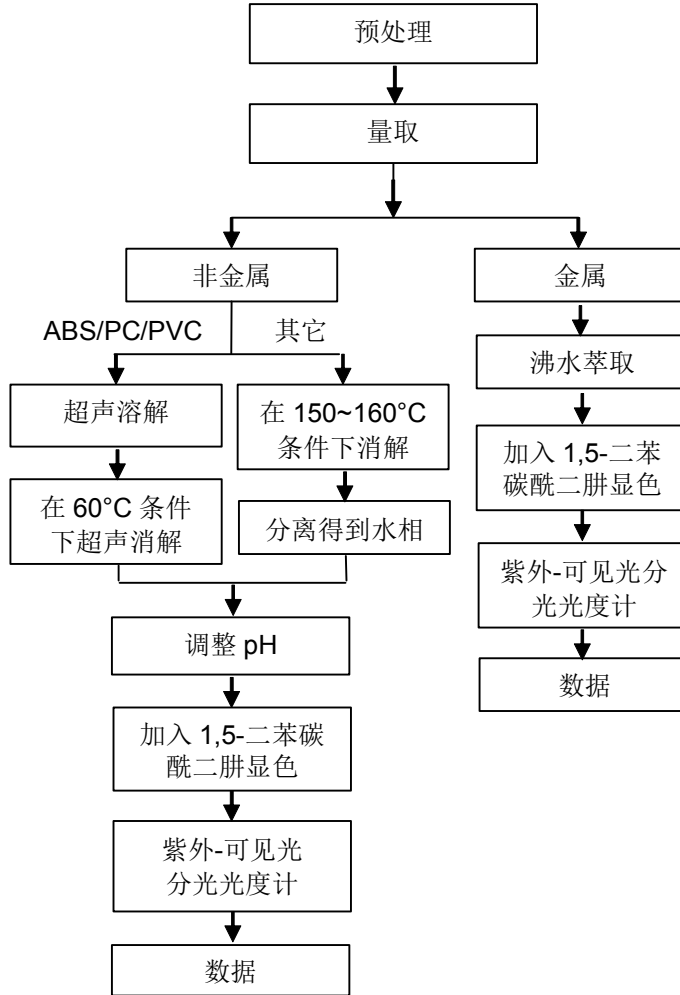 预处理
量取
非金属
金属
ABS/PC/PVC
其它
沸水萃取
超声溶解
在 150~160°C
条件下消解
加入 1,5-二苯
碳酰二肼显色
在 60°C 条件
下超声消解
分离得到水相
紫外-可见光分
光光度计
调整 pH
数据
加入 1,5-二苯碳
酰二肼显色
紫外-可见光
分光光度计
数据